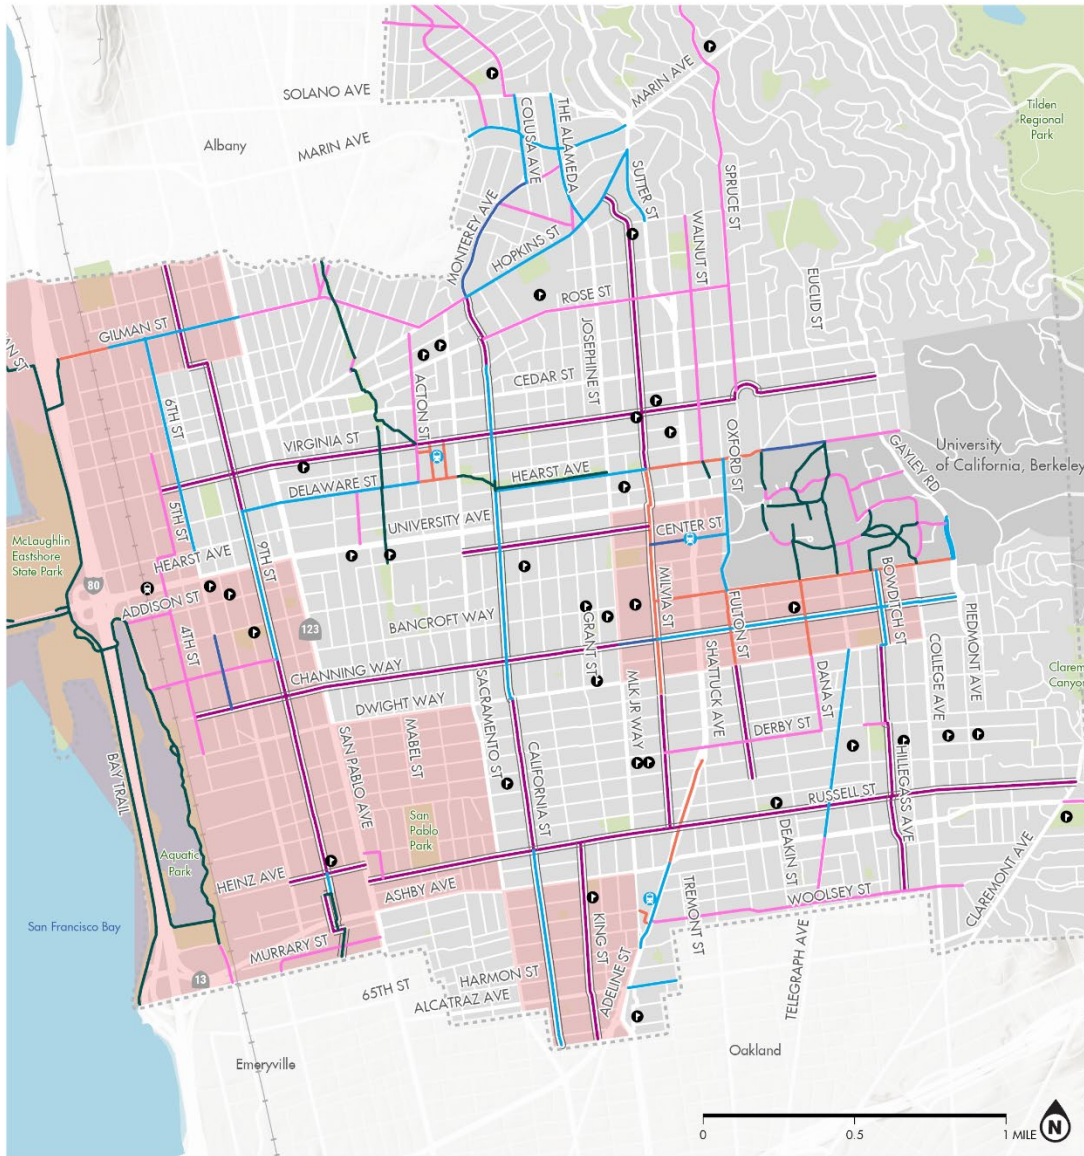 MARIN AVE
SOLANO AVE
COLUSA AVE
THE ALAMEDA
Tilden
Regional
Park
Albany
MARIN AVE
SUTTER ST
SPRUCE ST
MONTEREY AVE
WALNUT ST
HOPKINS ST
EUCLID ST
ROSE ST
GILMAN ST
JOSEPHINE ST
CEDAR ST
ACTON ST
6TH ST
OXFORD ST
VIRGINIA ST
GAYLEY RD
University
of California, Berkeley
HEARST AVE
DELAWARE ST
5TH ST
UNIVERSITY AVE
CENTER ST
McLaughlin
Eastshore
State Park
HEARST AVE
9TH ST
80
ADDISON ST
MILVIA ST
FULTON ST
BOWDITCH ST
BANCROFT WAY
GRANT ST
PIEDMONT AVE
4TH ST
123
CHANNING WAY
SHATTUCK AVE
COLLEGE AVE
Clarem
Canyo
DWIGHT WAY
SACRAMENTO ST
MLK JR WAY
DANA ST
DERBY ST
MABEL ST
SAN PABLO AVE
CALIFORNIA ST
HILLEGASS AVE
BAY TRAIL
RUSSELL ST
San
Pablo
Park
DEAKIN ST
Aquatic
Park
HEINZ AVE
ASHBY AVE
TREMONT ST
WOOLSEY ST
CLAREMONT AVE
KING ST
San Francisco Bay
MURRARY ST
ADELINE ST
TELEGRAPH AVE
13
HARMON ST
65TH ST
ALCATRAZ AVE
Emeryville
Oakland
0 0.5 1 MILE
N